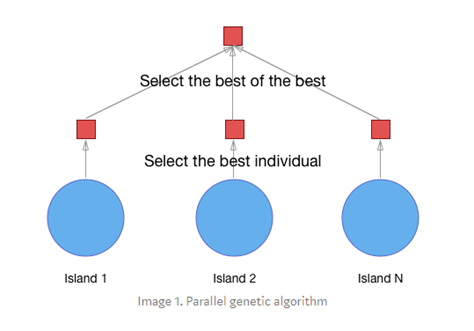 Select the best of the best
Select the best individual
Island 1 Island 2 Island N
Image 1. Parallel genetic algorithm